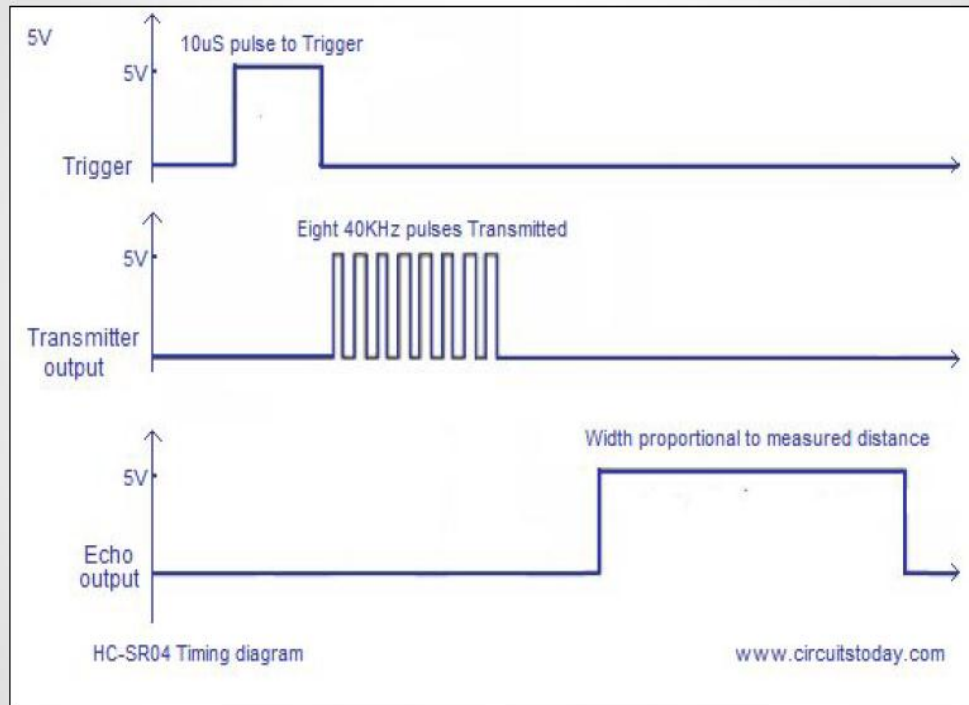 5V
10uS pulse to Trigger
5V
Trigger
Eight 40KHz pulses Transmitted
5V
Transmitter
output
Width proportional to measured distance
5V
Echo
output
HC-SR04 Timing diagram
www.circuitstoday.com